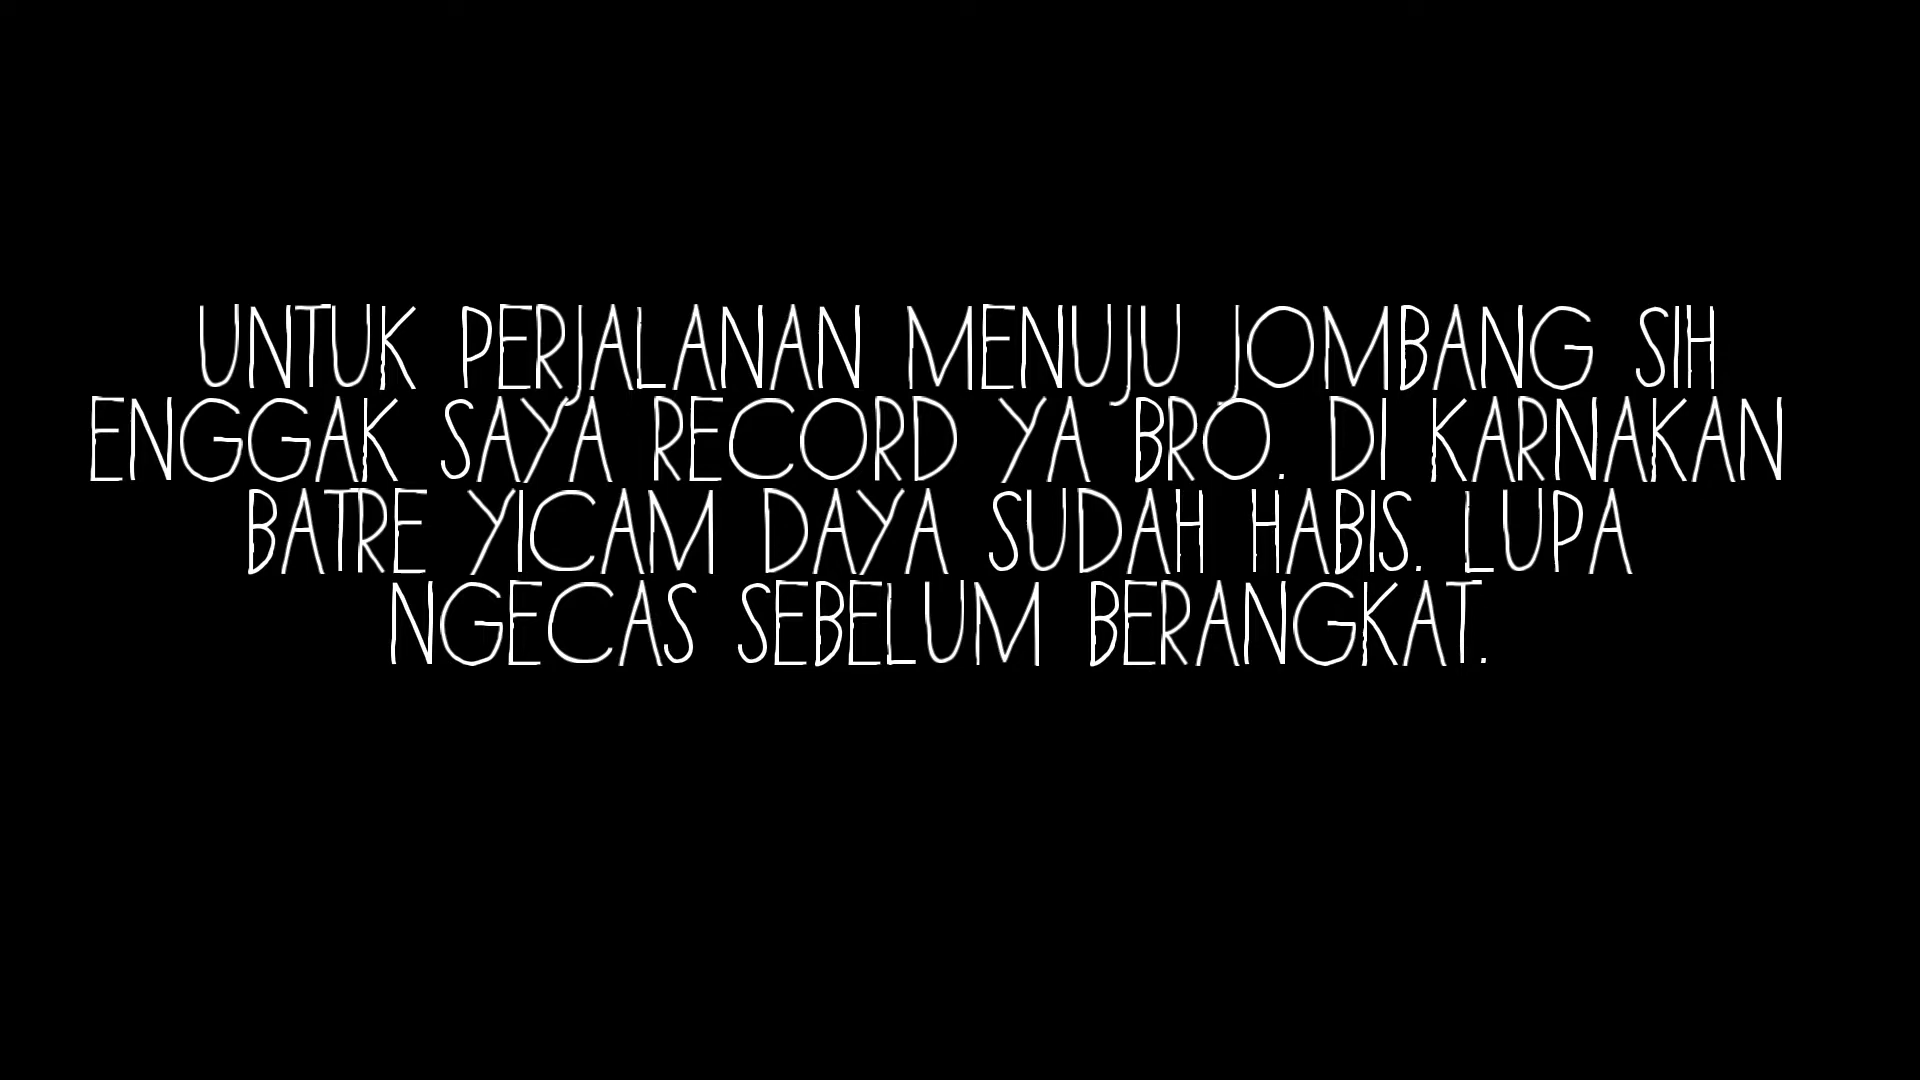 UNTUK PERJALANAN MENUJU JOMBANG SIH
ENGGAK SAYA RECORD YA BRO. DI KARNAKAN
BATRE YICAM DAYA SUDAH HABIS. LUPA
NGECAS SEBELUM BERANGKAT.